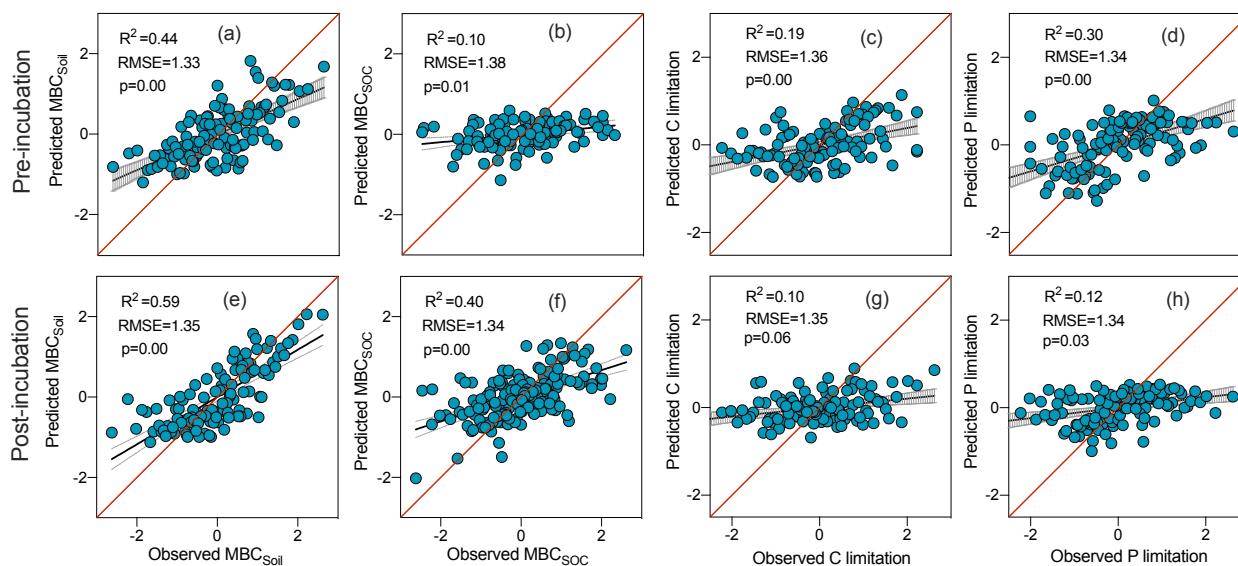 Pre-incubation
Predicted MBC_Soil
2
0
-2
(a)
R²=0.44
RMSE=1.33
p=0.00
Predicted MBC_SOC
2
0
-2
(b)
R²=0.10
RMSE=1.38
p=0.01
Predicted C limitation
2
0
-2
(c)
R²=0.19
RMSE=1.36
p=0.00
Predicted P limitation
2
0
-2
(d)
R²=0.30
RMSE=1.34
p=0.00
Post-incubation
Predicted MBC_Soil
2
0
-2
(e)
R²=0.59
RMSE=1.35
p=0.00
-2 0 2
Observed MBC_Soil
Predicted MBC_SOC
2
0
-2
(f)
R²=0.40
RMSE=1.34
p=0.00
-2 0 2
Observed MBC_SOC
Predicted C limitation
2
0
-2
(g)
R²=0.10
RMSE=1.35
p=0.06
-2 0 2
Observed C limitation
Predicted P limitation
2
0
-2
(h)
R²=0.12
RMSE=1.34
p=0.03
-2 0 2
Observed P limitation